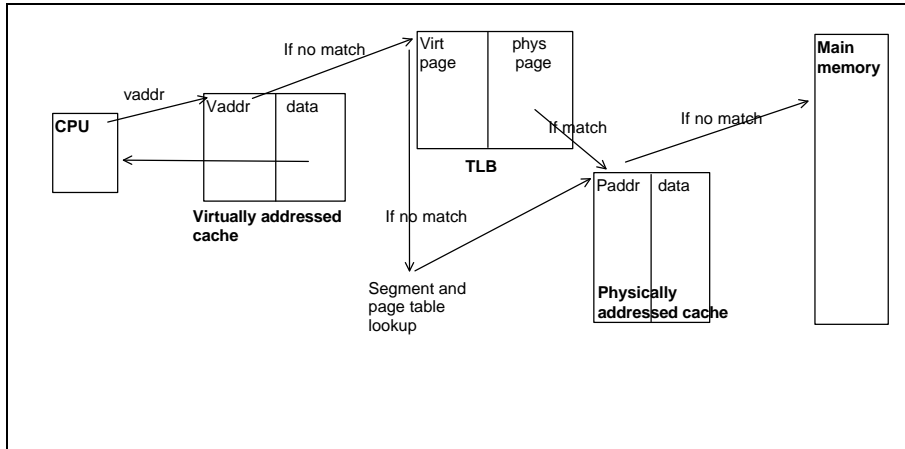 If no match
Virt
page
phys
page
Main
memory
vaddr
CPU
Vaddr
data
If match
If no match
TLB
Paddr
data
Virtually addressed
cache
If no match
Segment and
page table
lookup
Physically
addressed cache